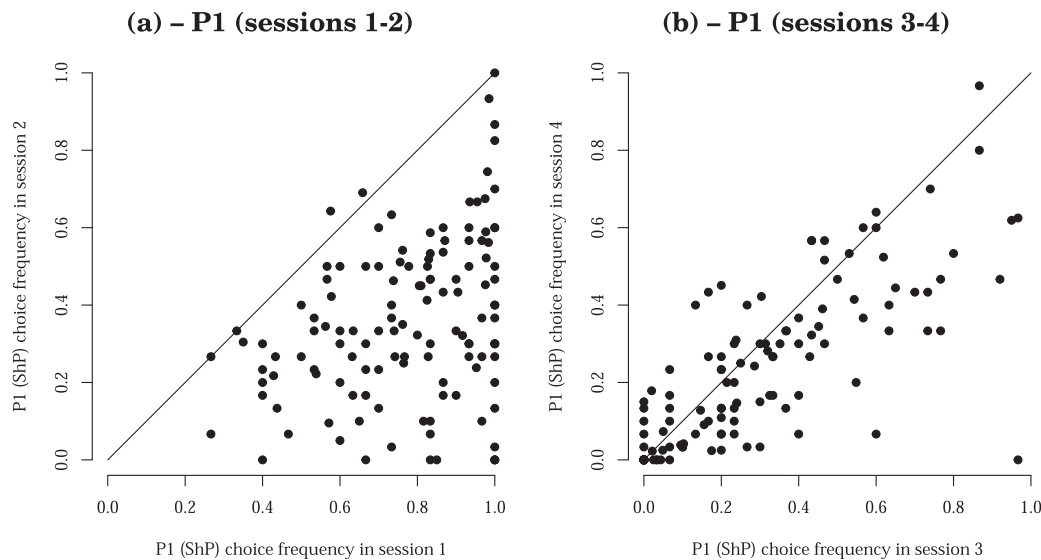 (a) – P1 (sessions 1-2)
P1 (ShP) choice frequency in session 2
1.0
0.8
0.6
0.4
0.2
0.0
0.0 0.2 0.4 0.6 0.8 1.0
P1 (ShP) choice frequency in session 1
(b) – P1 (sessions 3-4)
P1 (ShP) choice frequency in session 4
1.0
0.8
0.6
0.4
0.2
0.0
0.0 0.2 0.4 0.6 0.8 1.0
P1 (ShP) choice frequency in session 3